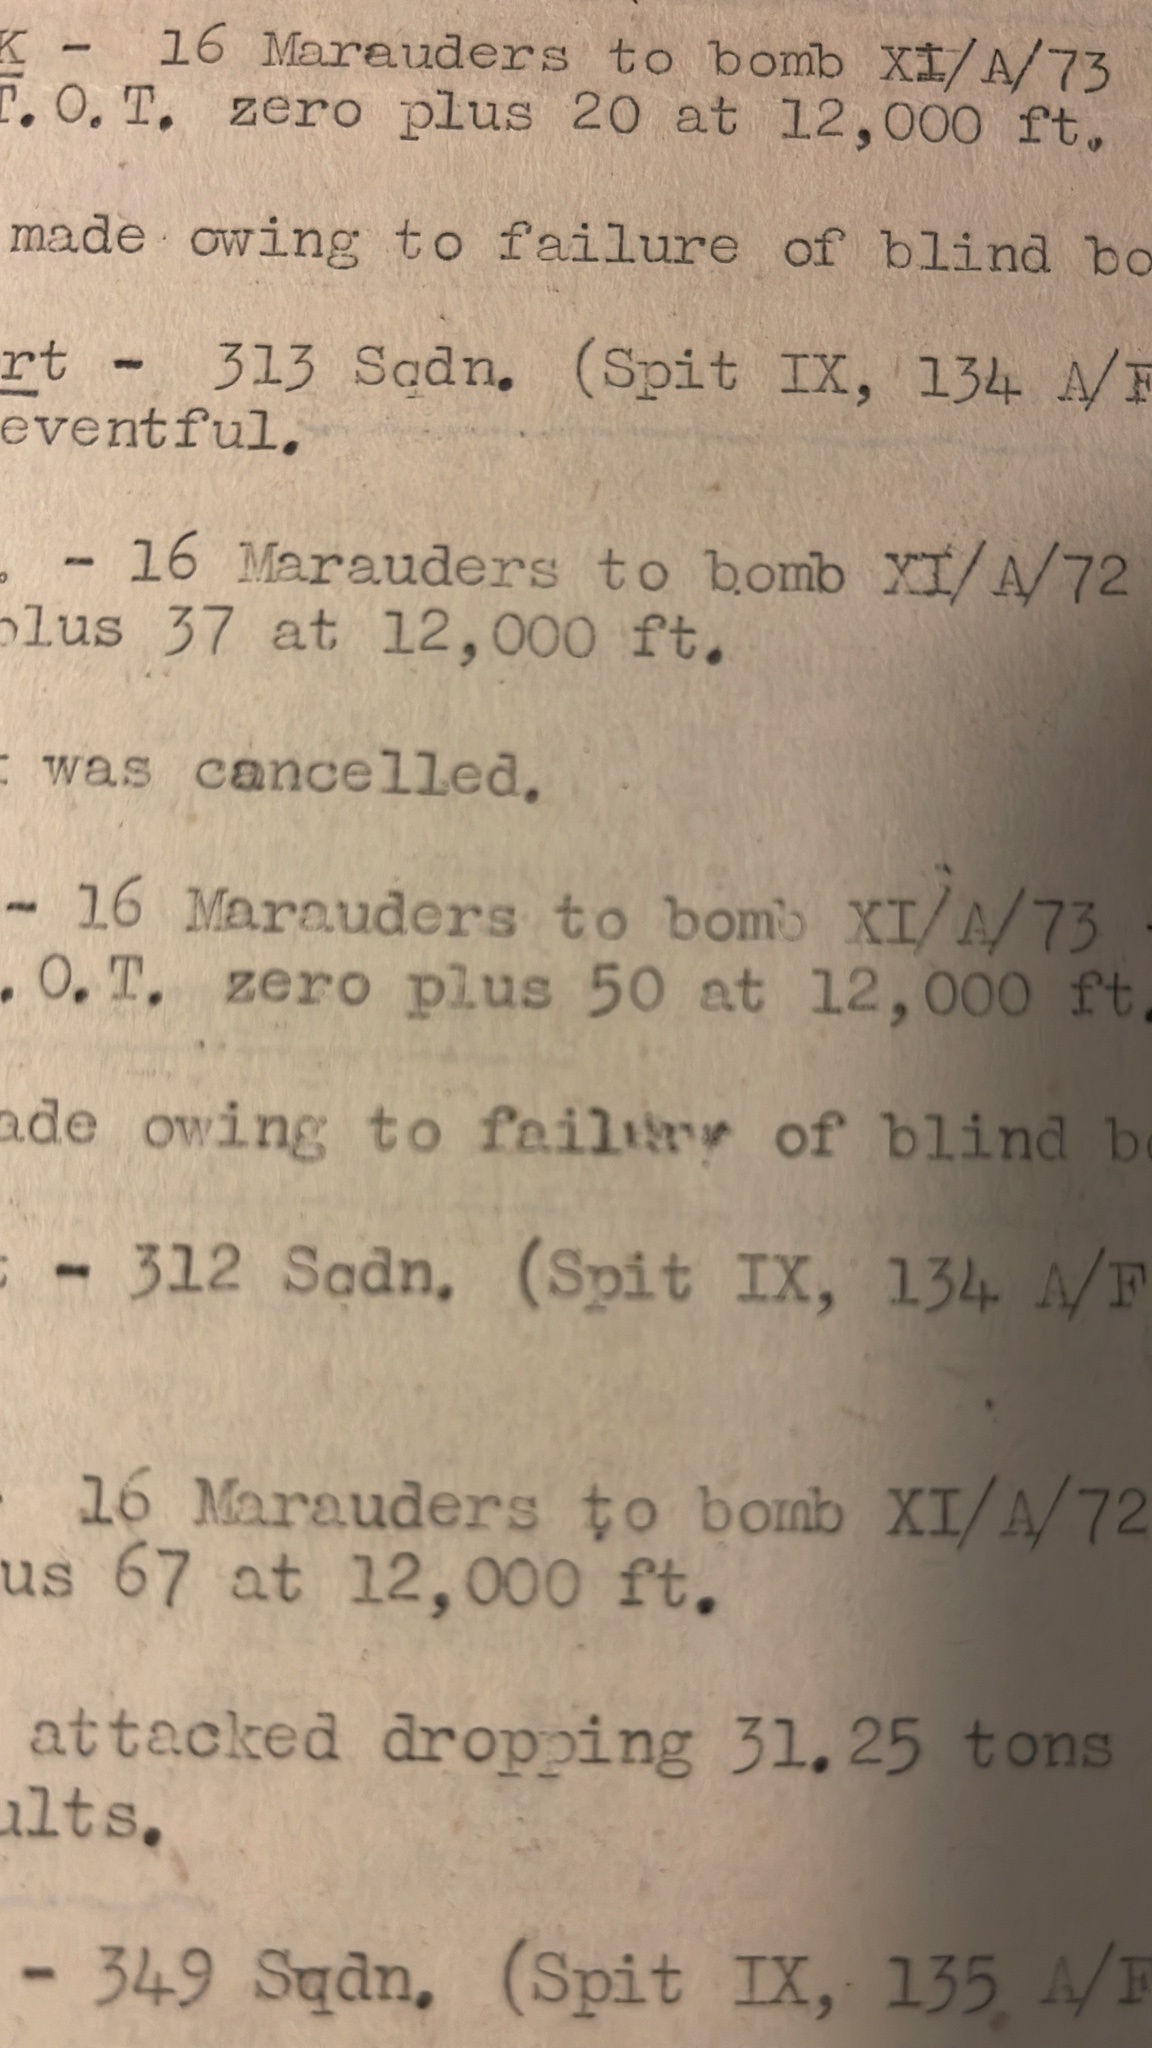 K - 16 Marauders to bomb XI/A/73
T.O.T. zero plus 20 at 12,000 ft.
made owing to failure of blind bo
rt - 313 Sqdn. (Spit IX, 134 A/F
eventful.
. - 16 Marauders to bomb XI/A/72
plus 37 at 12,000 ft.
t was cancelled.
- 16 Marauders to bomb XI/A/73 -
.O.T. zero plus 50 at 12,000 ft.
ade owing to failure of blind bo
t - 312 Sqdn. (Spit IX, 134 A/F
16 Marauders to bomb XI/A/72
us 67 at 12,000 ft.
attacked dropping 31.25 tons
ults.
- 349 Sqdn. (Spit IX, 135 A/F